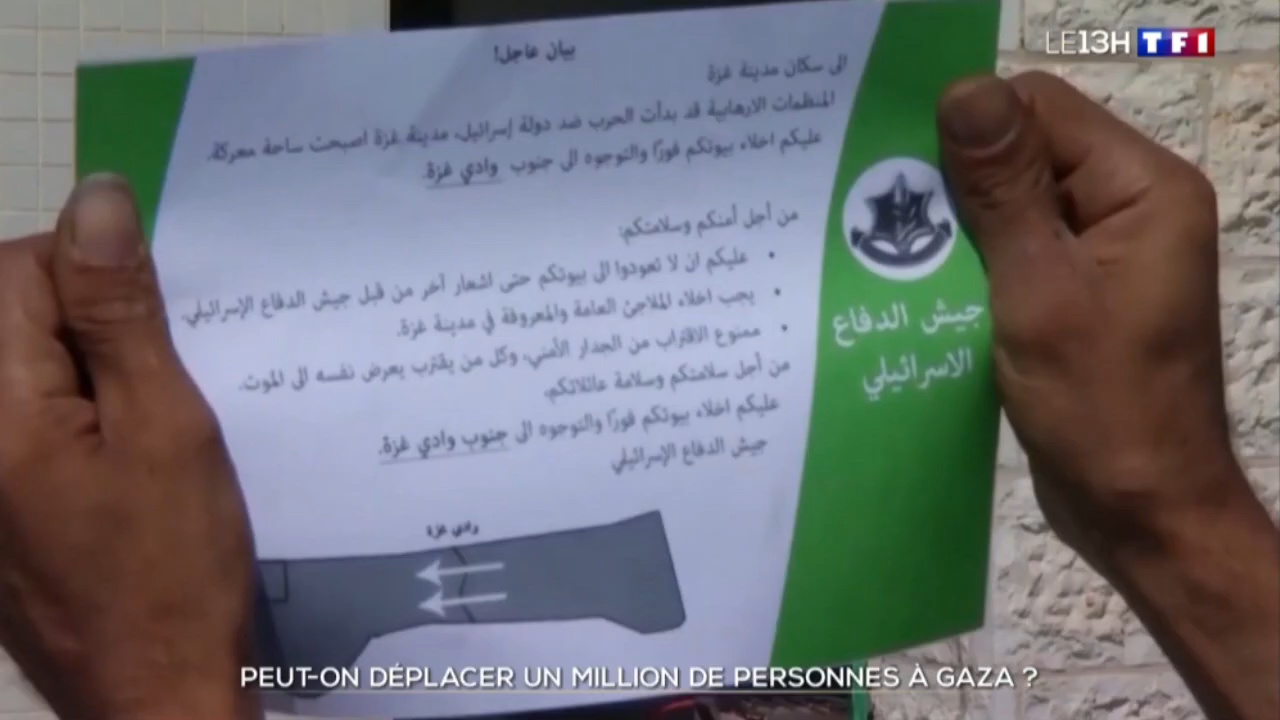 LE13H TF1
بيان عاجل!
الى سكان مدينة غزة
المنظمات الارهابية قد بدأت الحرب ضد دولة إسرائيل، مدينة غزة اصبحت ساحة معركة.
عليكم اخلاء بيوتكم فورًا والتوجوه الى جنوب وادي غزة.
من أجل أمنكم وسلامتكم:
• عليكم ان لا تعودوا الى بيوتكم حتى اشعار آخر من قبل جيش الدفاع الإسرائيلي.
• يجب اخلاء الملاجئ العامة والمعروفة في مدينة غزة.
• ممنوع الاقتراب من الجدار الأمني، وكل من يقترب يعرض نفسه الى الموت.
من أجل سلامتكم وسلامة عائلاتكم،
عليكم اخلاء بيوتكم فورًا والتوجوه الى جنوب وادي غزة.
جيش الدفاع الإسرائيلي
وادي غزة
جيش الدفاع
الاسرائيلي
PEUT-ON DÉPLACER UN MILLION DE PERSONNES À GAZA ?